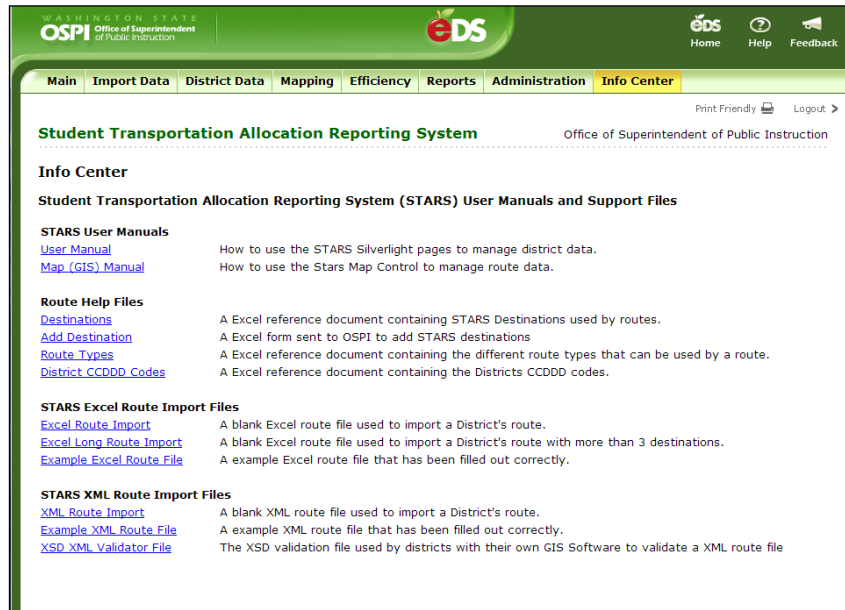 WASHINGTON STATE
OSPI Office of Superintendent of Public Instruction
eDS
eDS
Home Help Feedback
Main Import Data District Data Mapping Efficiency Reports Administration Info Center
Print Friendly Logout >
Student Transportation Allocation Reporting System Office of Superintendent of Public Instruction
Info Center
Student Transportation Allocation Reporting System (STARS) User Manuals and Support Files
STARS User Manuals
User Manual How to use the STARS Silverlight pages to manage district data.
Map (GIS) Manual How to use the Stars Map Control to manage route data.
Route Help Files
Destinations A Excel reference document containing STARS Destinations used by routes.
Add Destination A Excel form sent to OSPI to add STARS destinations
Route Types A Excel reference document containing the different route types that can be used by a route.
District CCDDD Codes A Excel reference document containing the Districts CCDDD codes.
STARS Excel Route Import Files
Excel Route Import A blank Excel route file used to import a District's route.
Excel Long Route Import A blank Excel route file used to import a District's route with more than 3 destinations.
Example Excel Route File A example Excel route file that has been filled out correctly.
STARS XML Route Import Files
XML Route Import A blank XML route file used to import a District's route.
Example XML Route File A example XML route file that has been filled out correctly.
XSD XML Validator File The XSD validation file used by districts with their own GIS Software to validate a XML route file